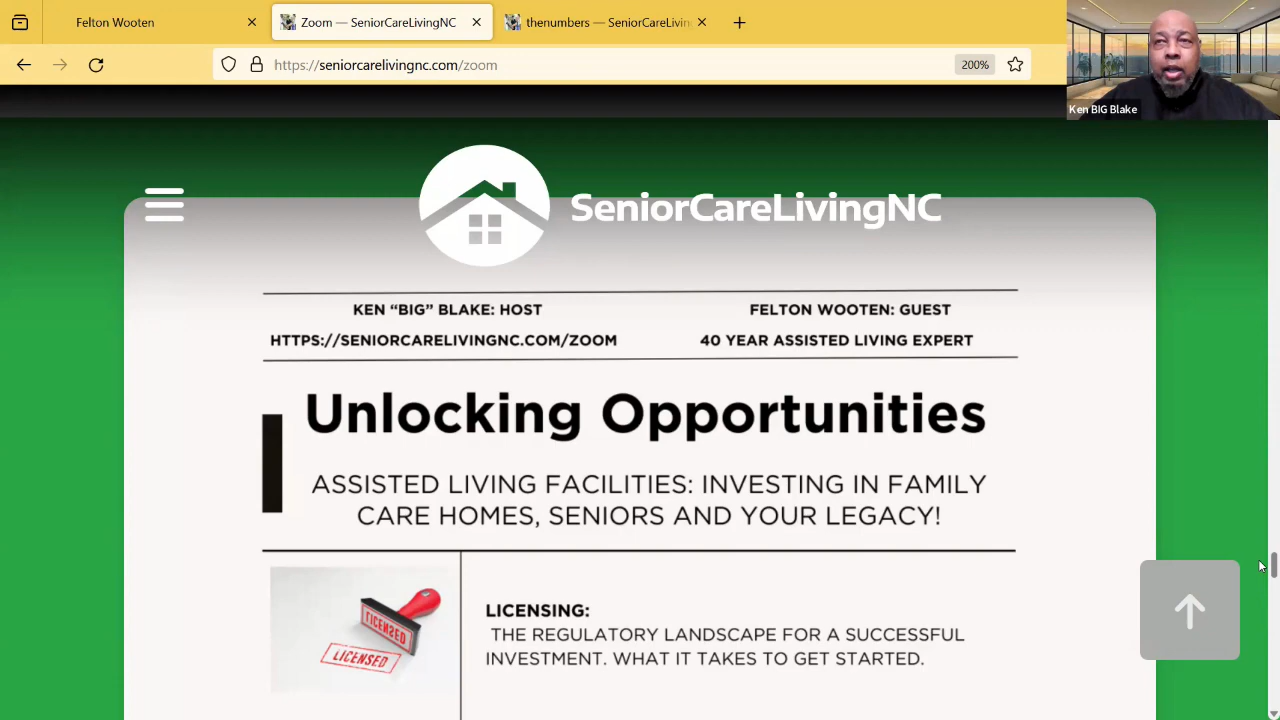 Felton Wooten
Zoom — SeniorCareLivingNC
thenumbers — SeniorCareLivin
https://seniorcarelivingnc.com/zoom
200%
Ken BIG Blake
SeniorCareLivingNC
KEN “BIG” BLAKE: HOST
HTTPS://SENIORCARELIVINGNC.COM/ZOOM
FELTON WOOTEN: GUEST
40 YEAR ASSISTED LIVING EXPERT
Unlocking Opportunities
ASSISTED LIVING FACILITIES: INVESTING IN FAMILY
CARE HOMES, SENIORS AND YOUR LEGACY!
LICENSED
LICENSED
LICENSING:
THE REGULATORY LANDSCAPE FOR A SUCCESSFUL
INVESTMENT. WHAT IT TAKES TO GET STARTED.